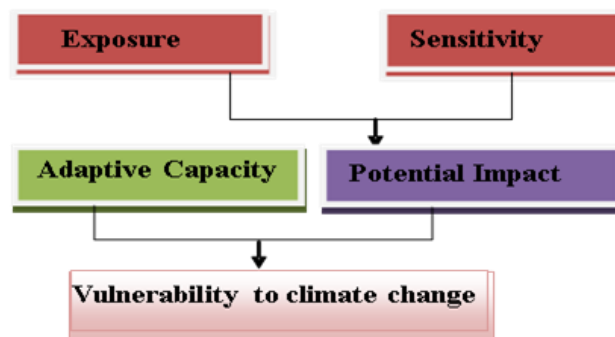 Exposure
Sensitivity
Adaptive Capacity
Potential Impact
Vulnerability to climate change